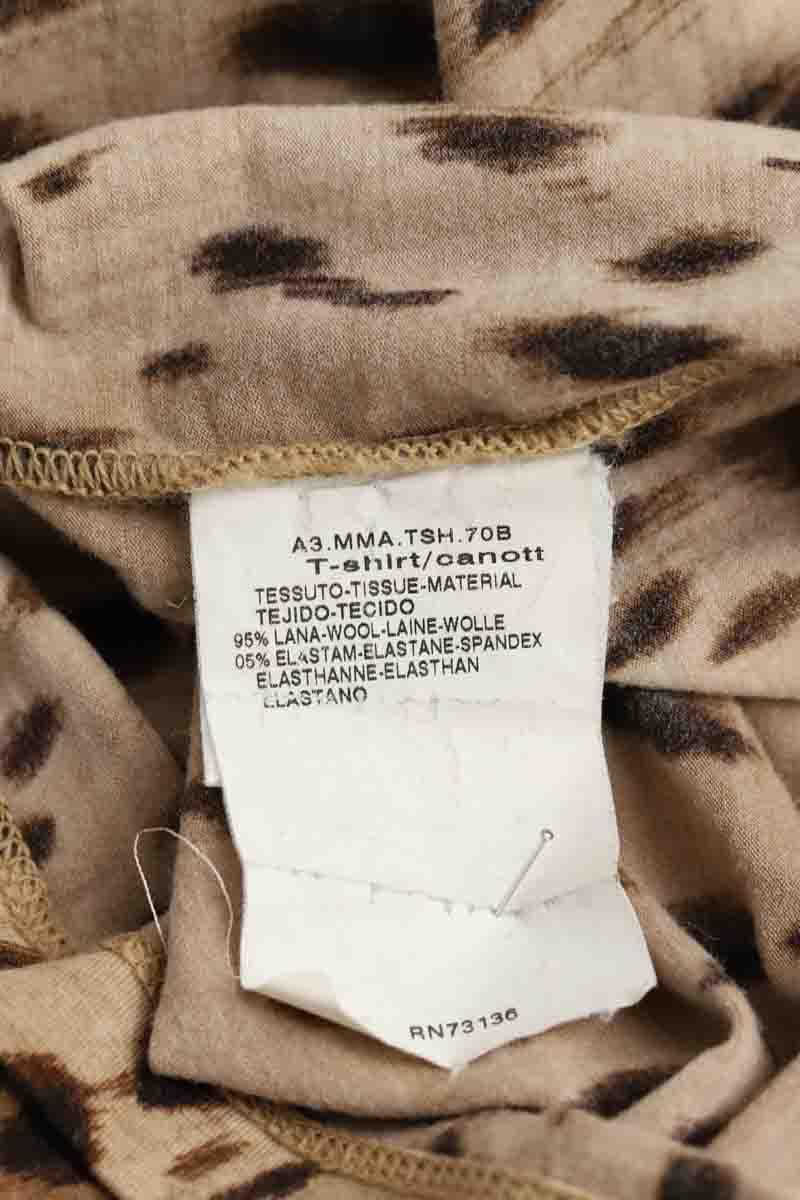 A3.MMA.TSH.70B
T-shirt/canott
TESSUTO-TISSUE-MATERIAL
TEJIDO-TECIDO
95% LANA-WOOL-LAINE-WOLLE
05% ELASTAM-ELASTANE-SPANDEX
ELASTHANNE-ELASTHAN
ELASTANO
RN73136